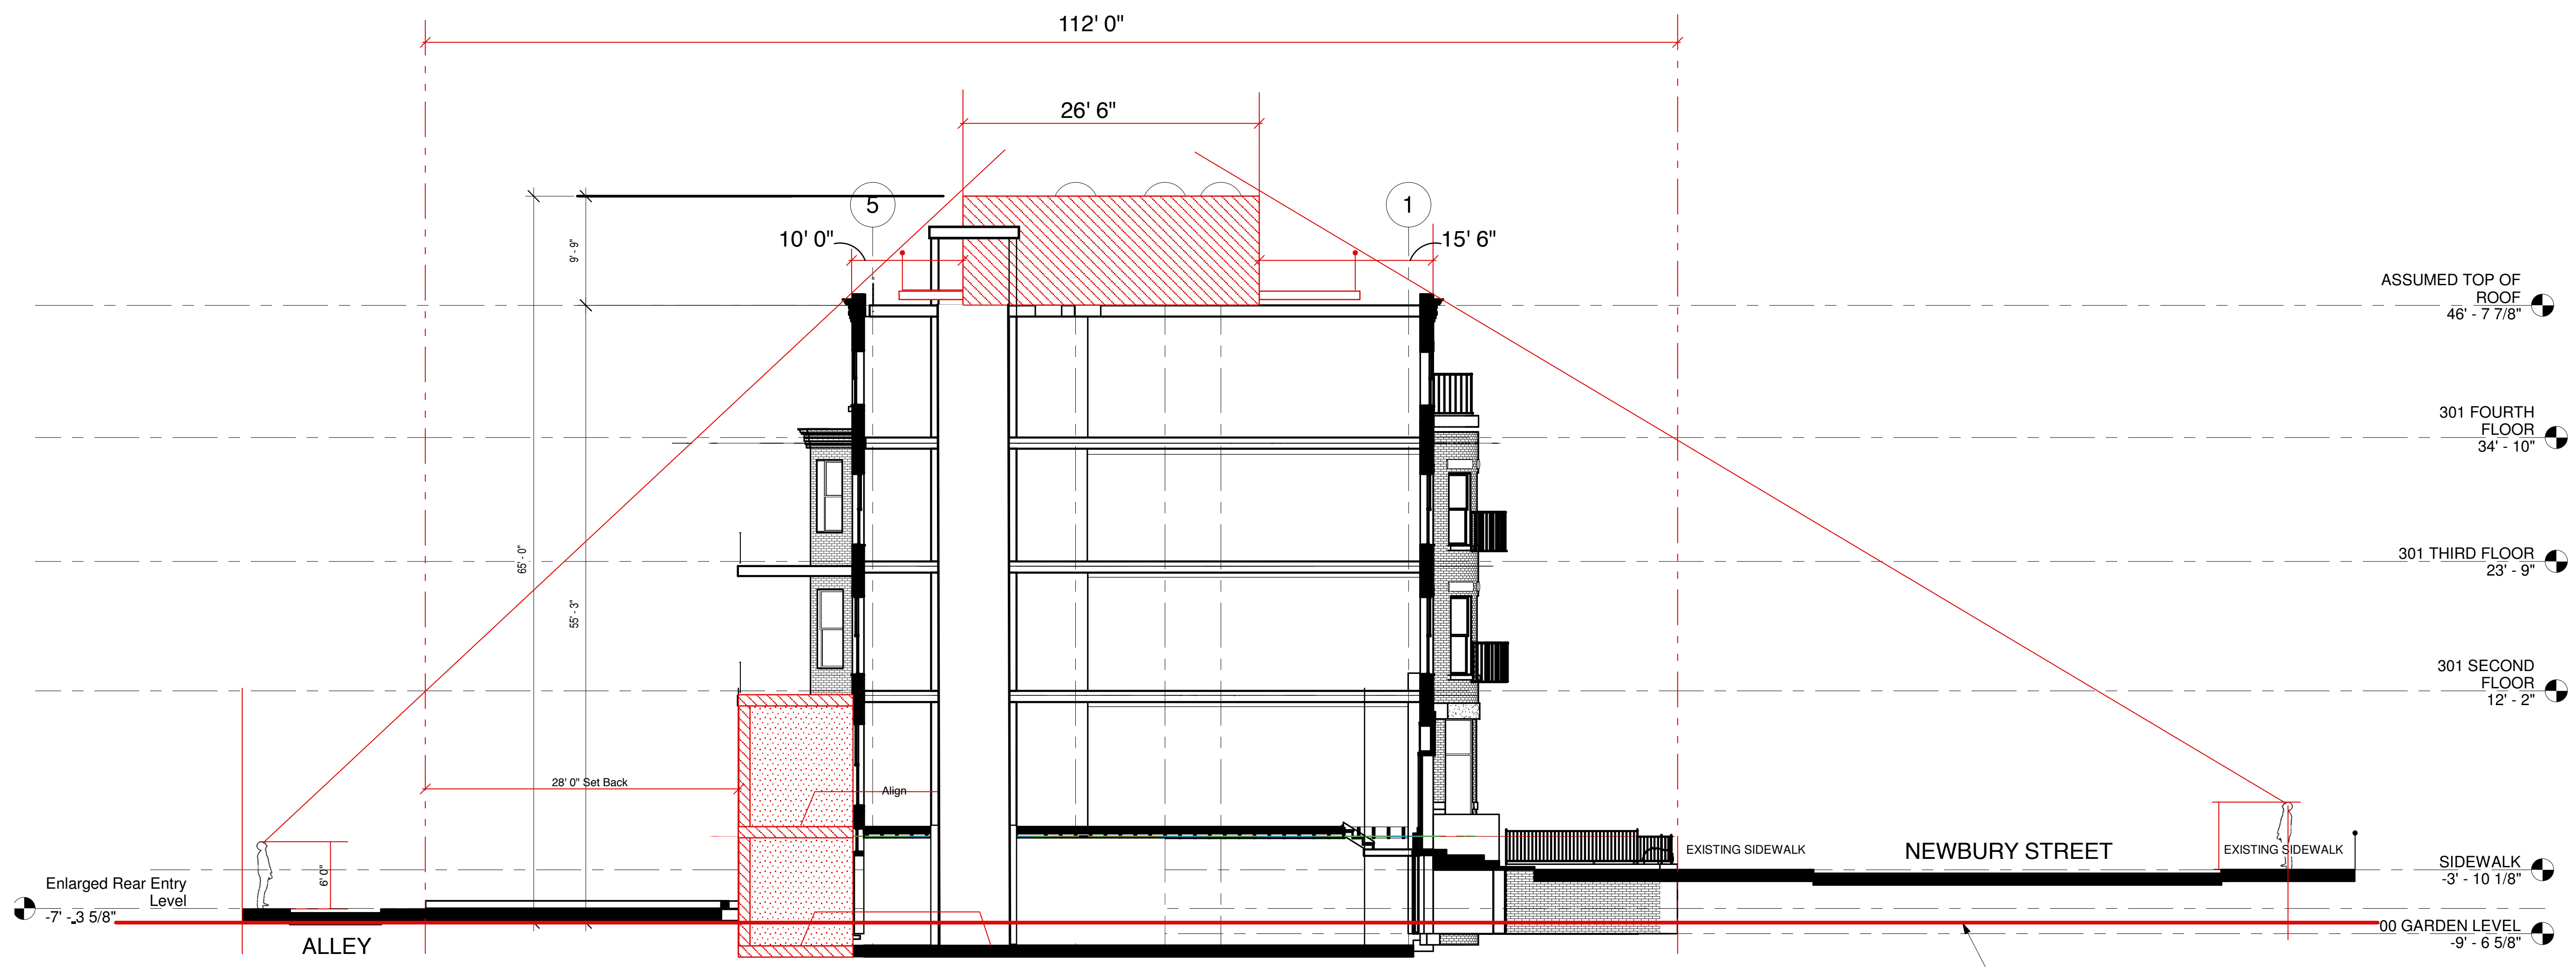 112' 0"
26' 6"
5
1
10' 0"
15' 6"
9' - 9"
ASSUMED TOP OF
ROOF
46' - 7 7/8"
301 FOURTH
FLOOR
34' - 10"
65' - 0"
301 THIRD FLOOR
23' - 9"
55' - 3"
301 SECOND
FLOOR
12' - 2"
28' 0" Set Back
Align
EXISTING SIDEWALK
NEWBURY STREET
EXISTING SIDEWALK
SIDEWALK
-3' - 10 1/8"
6' 0"
Enlarged Rear Entry
Level
-7' - 3 5/8"
ALLEY
00 GARDEN LEVEL
-9' - 6 5/8"